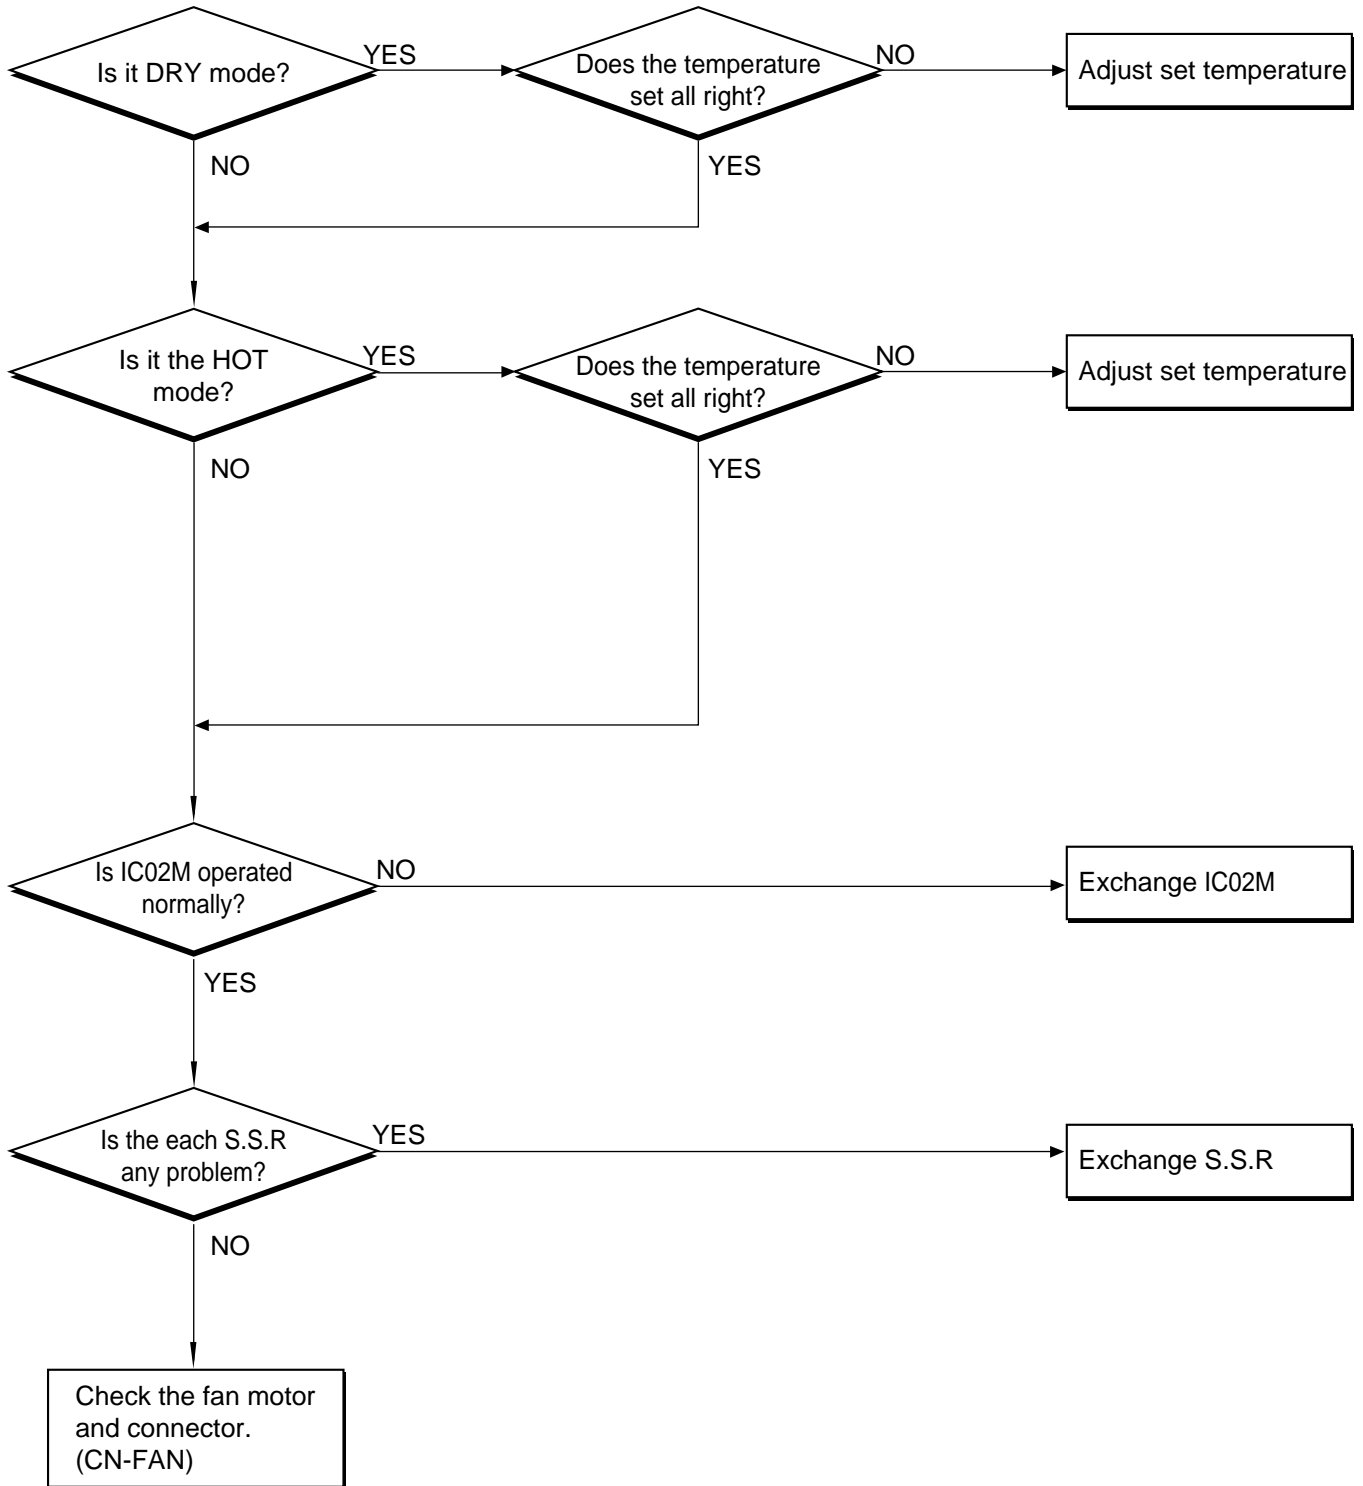 Is it DRY mode?
YES
Does the temperature
set all right?
NO
Adjust set temperature
NO
YES
Is it the HOT
mode?
YES
Does the temperature
set all right?
NO
Adjust set temperature
NO
YES
Is IC02M operated
normally?
NO
Exchange IC02M
YES
Is the each S.S.R
any problem?
YES
Exchange S.S.R
NO
Check the fan motor
and connector.
(CN-FAN)